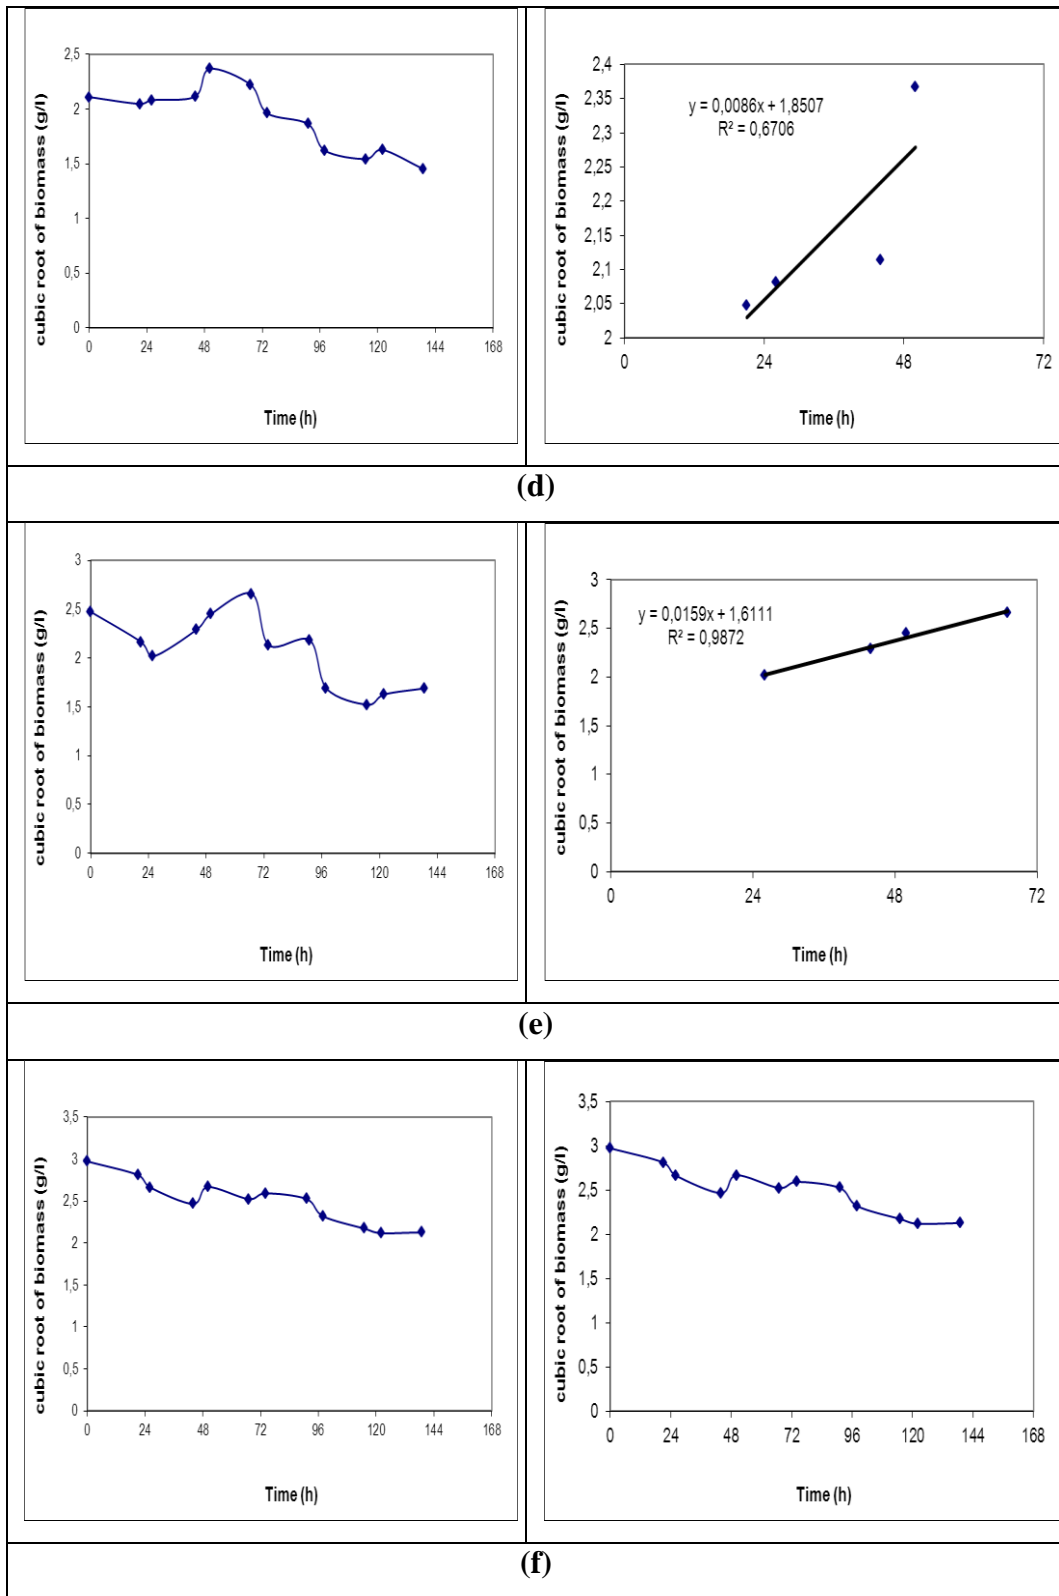 2,5
2
1,5
1
0,5
0
0 24 48 72 96 120 144 168
cubic root of biomass (g/l)
Time (h)
2,4
2,35
2,3
2,25
2,2
2,15
2,1
2,05
2
0 24 48 72
y = 0,0086x + 1,8507
R² = 0,6706
cubic root of biomass (g/l)
Time (h)
(d)
3
2,5
2
1,5
1
0,5
0
0 24 48 72 96 120 144 168
cubic root of biomass (g/l)
Time (h)
3
2,5
2
1,5
1
0,5
0
0 24 48 72
y = 0,0159x + 1,6111
R² = 0,9872
cubic root of biomass (g/l)
Time (h)
(e)
3,5
3
2,5
2
1,5
1
0,5
0
0 24 48 72 96 120 144 168
cubic root of biomass (g/l)
Time (h)
3,5
3
2,5
2
1,5
1
0,5
0
0 24 48 72 96 120 144 168
cubic root of biomass (g/l)
Time (h)
(f)